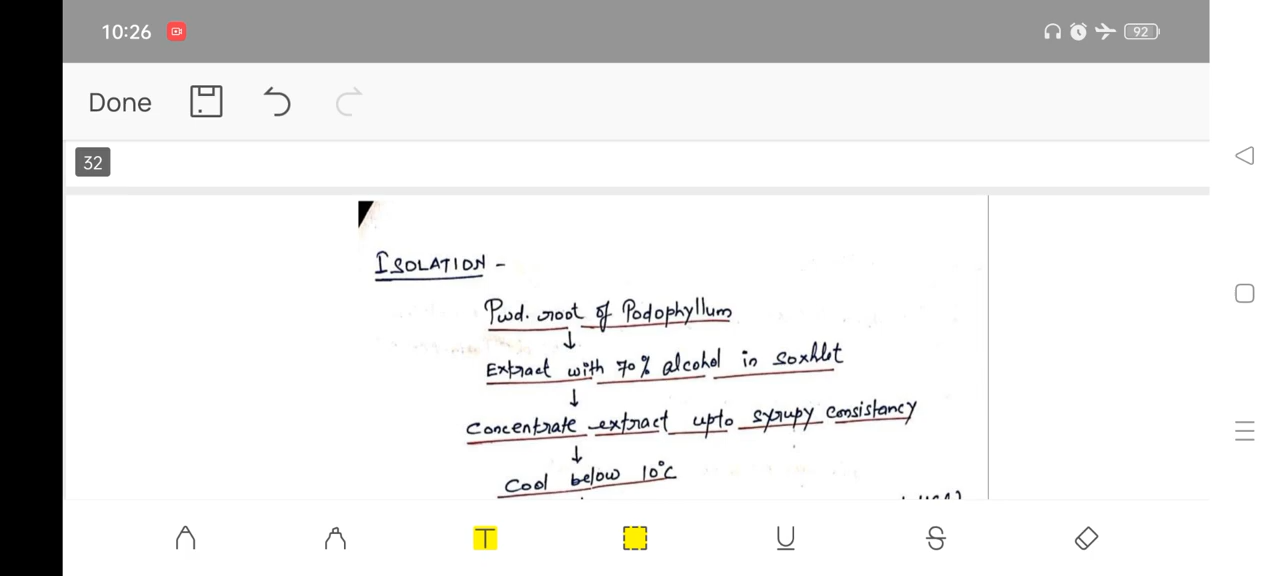 10:26
92
Done
32
ISOLATION -
Pwd. root of Podophyllum
↓
Extract with 70% alcohol in soxhlet
↓
Concentrate extract upto syrupy consistancy
↓
Cool below 10°C
T
U
S